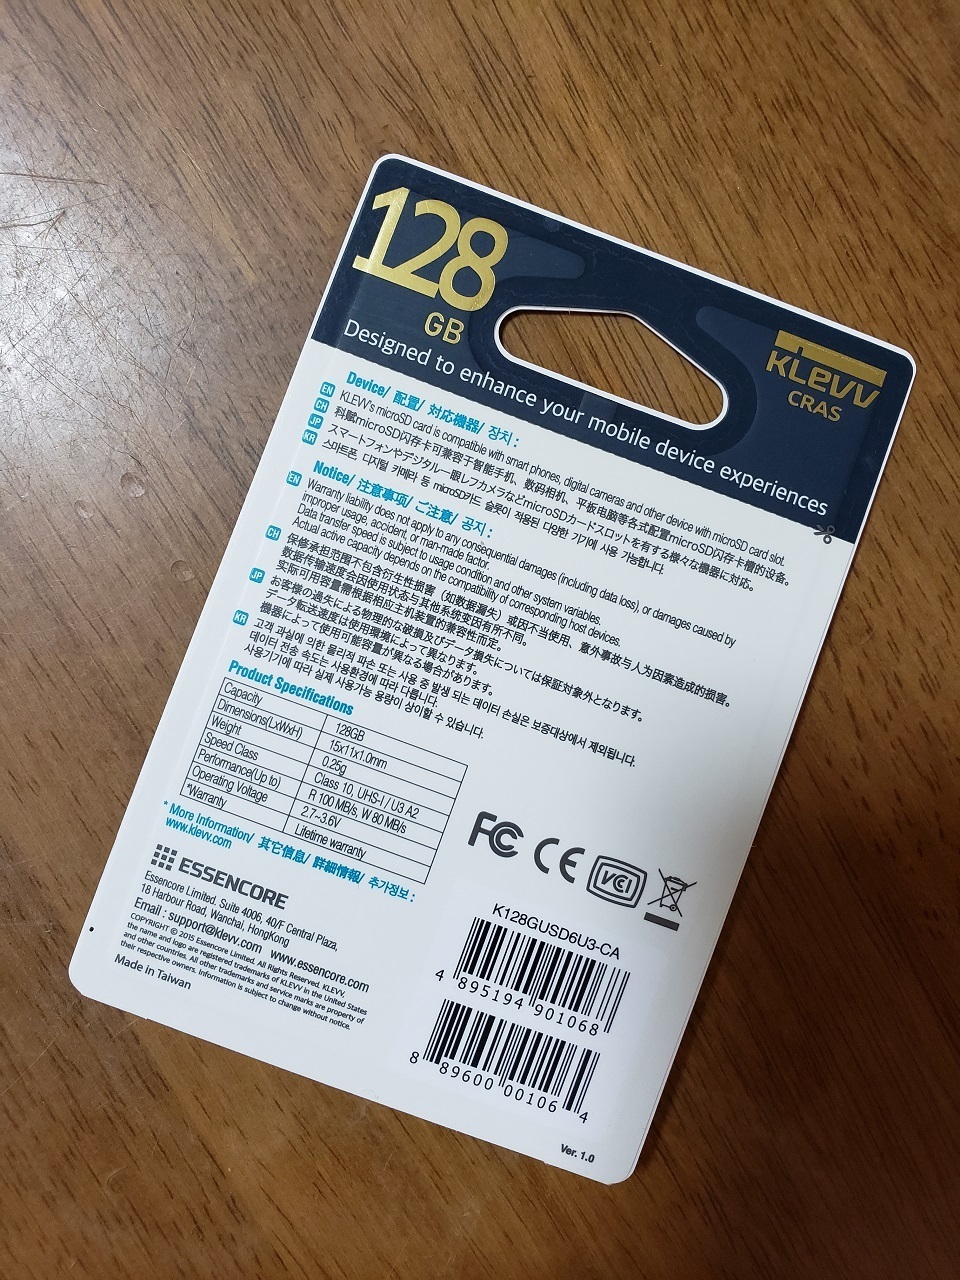 128
GB
KLEVV
CRAS
Designed to enhance your mobile device experiences
Device/ 配置/ 対応機器/ 장치 :
EN KLEVV's microSD card is compatible with smart phones, digital cameras and other device with microSD card slot.
CH 科赋microSD闪存卡可兼容于智能手机、数码相机、平板电脑等各式配置microSD闪存卡槽的设备。
JP スマートフォンやデジタル一眼レフカメラなどmicroSDカードスロットを有する様々な機器に対応。
KR 스마트폰, 디지털 카메라 등 microSD카드 슬롯이 적용된 다양한 기기에 사용 가능합니다.
Notice/ 注意事项/ ご注意/ 공지 :
EN Warranty liability does not apply to any consequential damages (including data loss), or damages caused by
improper usage, accident, or man-made factor.
Data transfer speed is subject to usage condition and other system variables.
Actual active capacity depends on the compatibility of corresponding host devices.
CH 保修承担范围不包含衍生性损害（如数据漏失）或因不当使用、意外事故与人为因素造成的损害。
数据传输速度会因使用状态与其他系统变因有所不同。
实际可用容量需根据相应主机装置的兼容性而定。
JP お客様の過失による物理的な破損及びデータ損失については保証対象外となります。
データ転送速度は使用環境によって異なります。
機器によって使用可能容量が異なる場合があります。
KR 고객 과실에 의한 물리적 파손 또는 사용 중 발생 되는 데이터 손실은 보증대상에서 제외됩니다.
데이터 전송 속도는 사용환경에 따라 다릅니다.
사용기기에 따라 실제 사용가능 용량이 상이할 수 있습니다.
Product Specifications
Capacity 128GB
Dimensions(LxWxH) 15x11x1.0mm
Weight 0.25g
Speed Class Class 10, UHS-I / U3 A2
Performance(Up to) R 100 MB/s, W 80 MB/s
Operating Voltage 2.7~3.6V
*Warranty Lifetime warranty
* More Information/ 其它信息/ 詳細情報/ 추가정보 :
www.klevv.com
ESSENCORE
Essencore Limited. Suite 4006, 40/F Central Plaza,
18 Harbour Road, Wanchai, HongKong
Email : support@klevv.com www.essencore.com
COPYRIGHT © 2015 Essencore Limited. All Rights Reserved. KLEVV,
the name and logo are registered trademarks of KLEVV in the United States
and other countries. All other trademarks and service marks are property of
their respective owners. Information is subject to change without notice.
Made in Taiwan
FC CE VCI
K128GUSD6U3-CA
4 895194 901068
8 89600 00106 4
Ver. 1.0